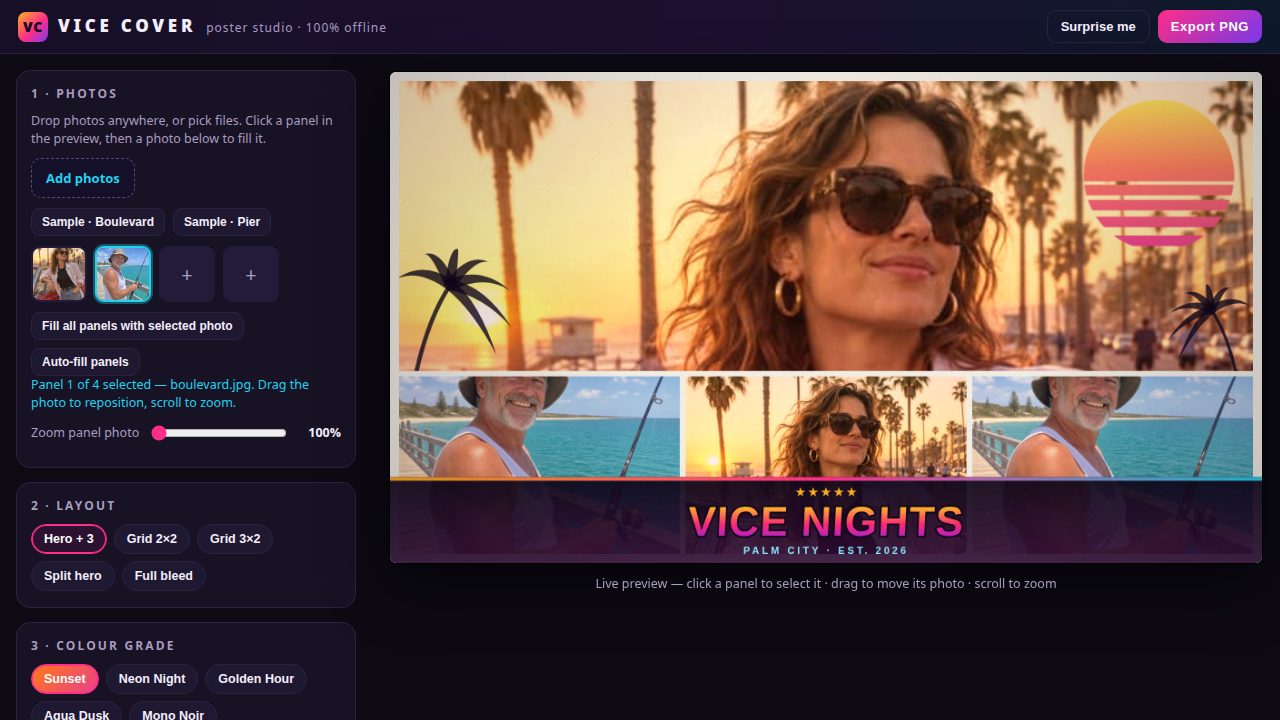 VC VICE COVER poster studio · 100% offline
Surprise me
Export PNG
1 · PHOTOS
Drop photos anywhere, or pick files. Click a panel in
the preview, then a photo below to fill it.
Add photos
Sample · Boulevard
Sample · Pier
+
+
Fill all panels with selected photo
Auto-fill panels
Panel 1 of 4 selected — boulevard.jpg. Drag the
photo to reposition, scroll to zoom.
Zoom panel photo 100%
2 · LAYOUT
Hero + 3
Grid 2×2
Grid 3×2
Split hero
Full bleed
3 · COLOUR GRADE
Sunset
Neon Night
Golden Hour
Aqua Dusk
Mono Noir
★★★★★
VICE NIGHTS
PALM CITY · EST. 2026
Live preview — click a panel to select it · drag to move its photo · scroll to zoom